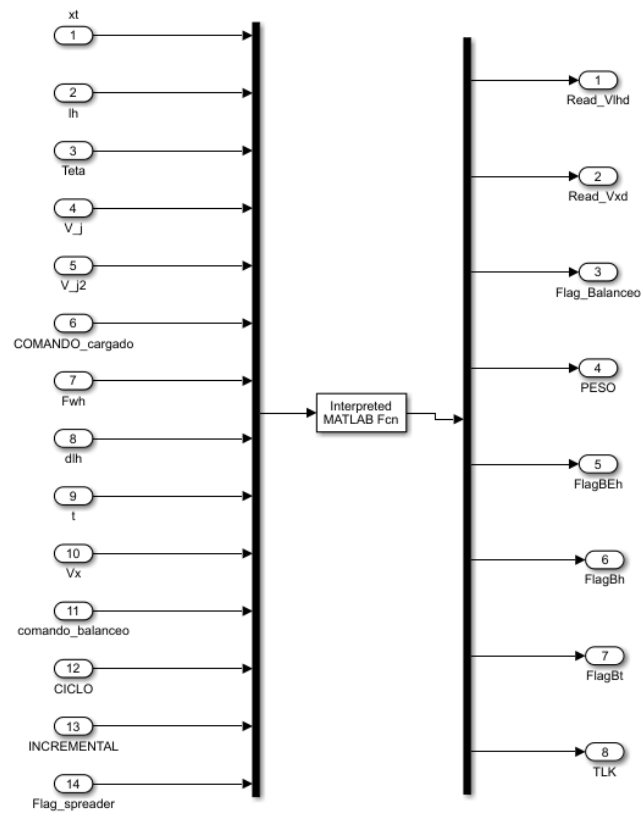 xt
1
2
lh
3
Teta
4
V_j
5
V_j2
6
COMANDO_cargado
7
Fwh
8
dlh
9
t
10
Vx
11
comando_balanceo
12
CICLO
13
INCREMENTAL
14
Flag_spreader
Interpreted
MATLAB Fcn
1
Read_Vlhd
2
Read_Vxd
3
Flag_Balanceo
4
PESO
5
FlagBEh
6
FlagBh
7
FlagBt
8
TLK